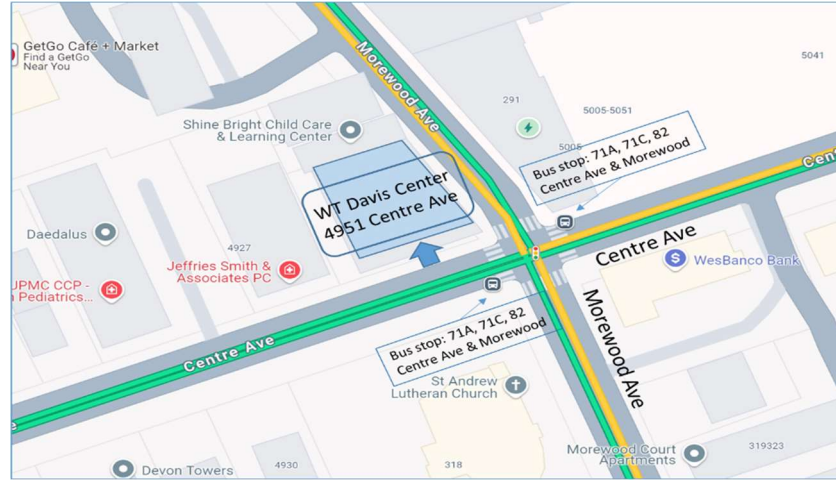 GetGo Café + Market
Find a GetGo
Near You
Morewood Ave
5041
291
5005-5051
5005
Shine Bright Child Care
& Learning Center
Bus stop: 71A, 71C, 82
Centre Ave & Morewood
WT Davis Center
4951 Centre Ave
Daedalus
4927
Jeffries Smith &
Associates PC
Centre Ave
WesBanco Bank
Morewood Ave
Centre Ave
Bus stop: 71A, 71C, 82
Centre Ave & Morewood
St Andrew
Lutheran Church
Devon Towers
4930
318
Morewood Court
Apartments
319323